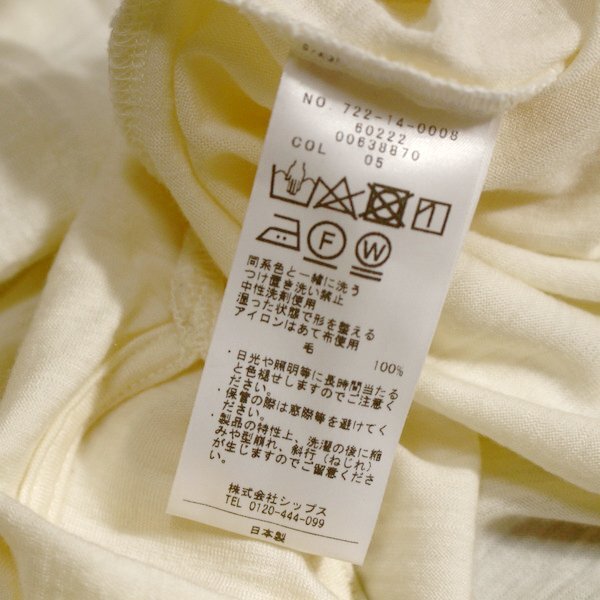 NO. 722-14-0008
60222
00638870
COL 05
F W
同系色と一緒に洗う
つけ置き洗い禁止
中性洗剤使用
湿った状態で形を整える
アイロンはあて布使用
毛 100%
・日光や照明等に長時間当たる
と色褪せしますのでご注意く
ださい。
・保管の際は窓際等を避けてく
ださい。
・製品の特性上、洗濯の後に縮
みや型崩れ、斜行(ねじれ)
が生じますのでご留意くださ
い。
株式会社シップス
TEL 0120-444-099
日本製